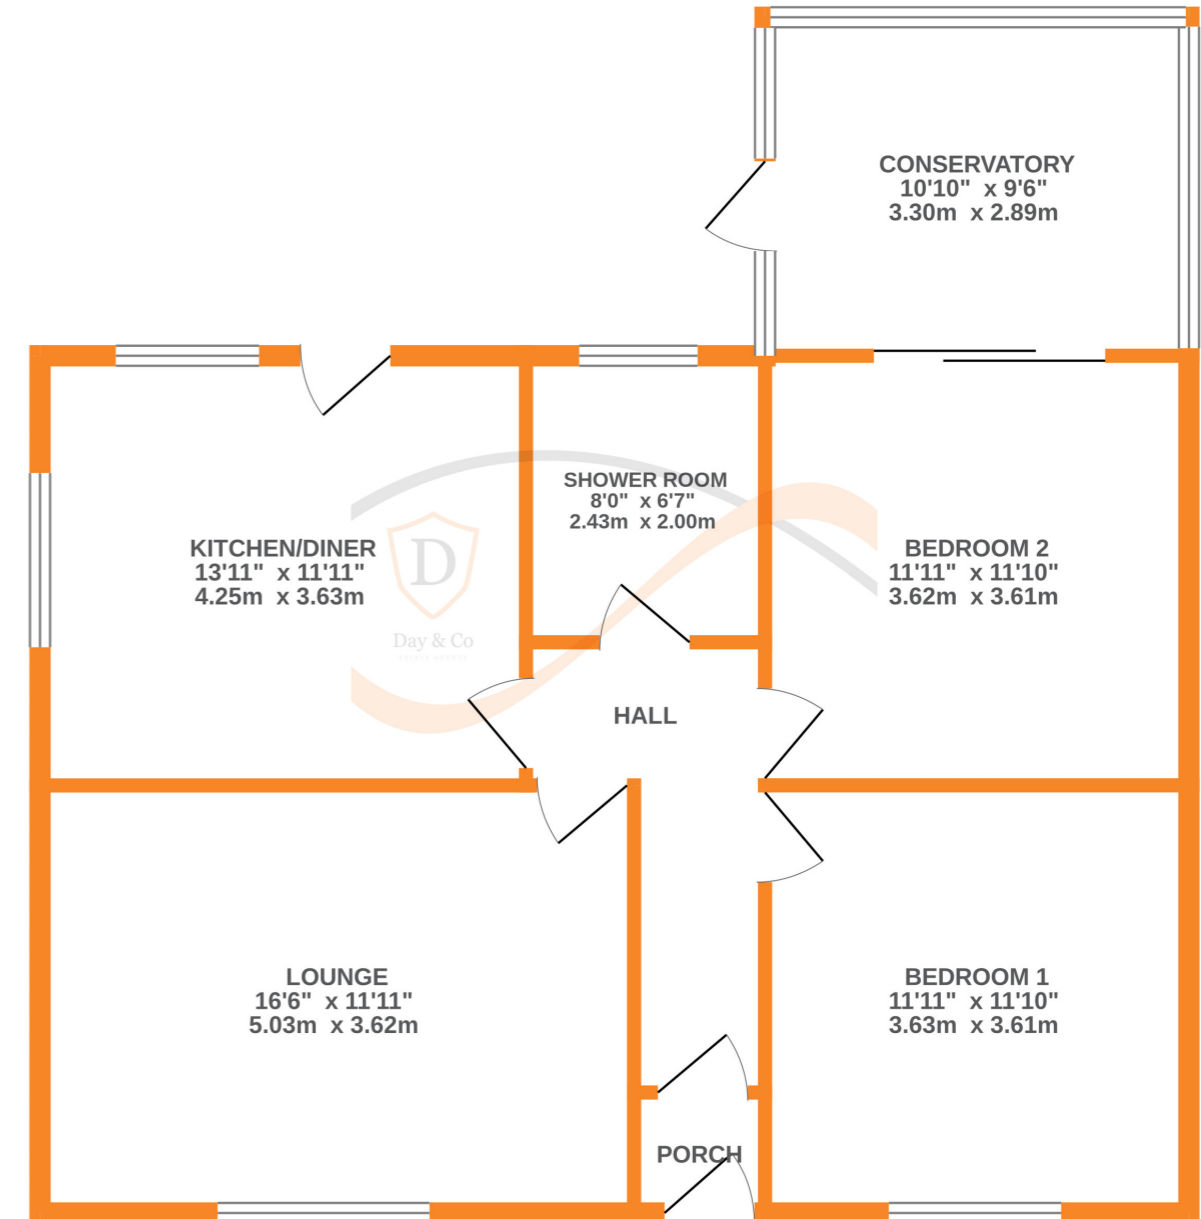 CONSERVATORY
10'10" x 9'6"
3.30m x 2.89m
SHOWER ROOM
8'0" x 6'7"
2.43m x 2.00m
KITCHEN/DINER
13'11" x 11'11"
4.25m x 3.63m
D
Day & Co
ESTATE AGENTS
BEDROOM 2
11'11" x 11'10"
3.62m x 3.61m
HALL
LOUNGE
16'6" x 11'11"
5.03m x 3.62m
BEDROOM 1
11'11" x 11'10"
3.63m x 3.61m
PORCH